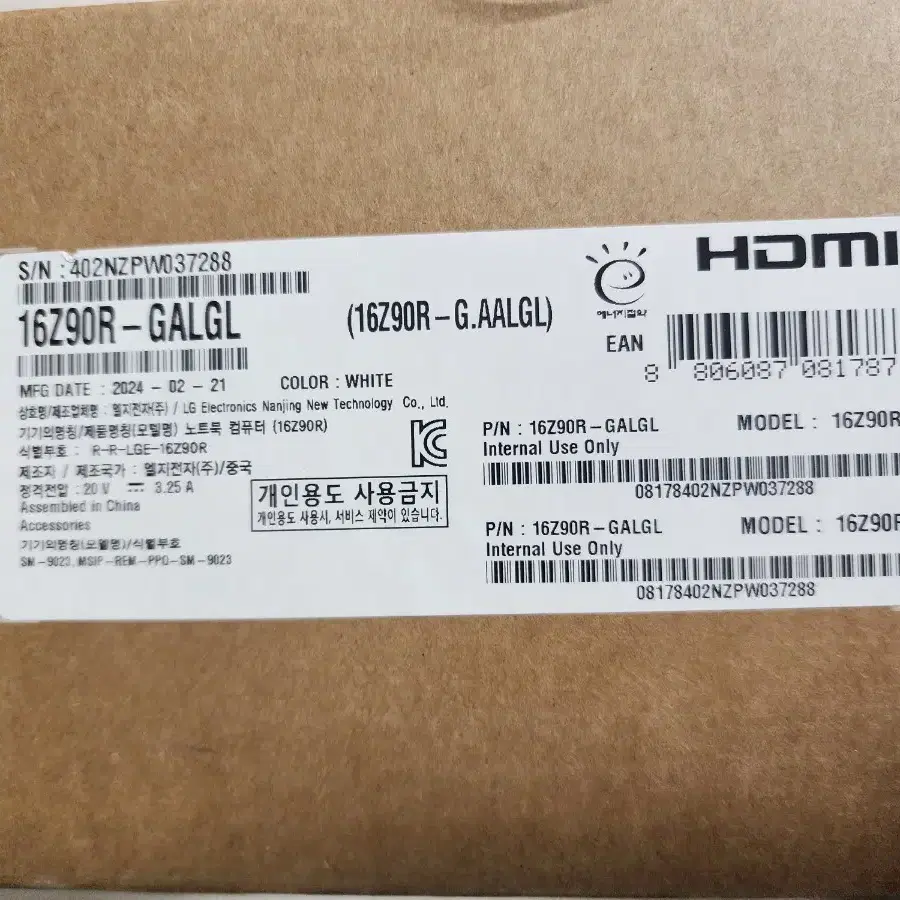 S/N : 402NZPW037288
16Z90R-GALGL
(16Z90R-G.AALGL)
MFG DATE : 2024 - 02 - 21
COLOR : WHITE
상호명/제조업체명 : 엘지전자(주) / LG Electronics Nanjing New Technology Co., Ltd.
기기의명칭/제품명칭(모델명) 노트북 컴퓨터 (16Z90R)
식별부호 : R-R-LGE-16Z90R
제조자 / 제조국가 : 엘지전자(주)/중국
정격전압 : 20 V ⎓ 3.25 A
Assembled in China
Accessories
기기의명칭(모델명)/식별부호
SM-9023, MSIP-REM-PPO-SM-9023
개인용도 사용금지
개인용도 사용시, 서비스 제약이 있습니다.
에너지절약
HDMI
EAN
8 806087 081787
P/N : 16Z90R-GALGL
MODEL : 16Z90R
Internal Use Only
08178402NZPW037288
P/N : 16Z90R-GALGL
MODEL : 16Z90R
Internal Use Only
08178402NZPW037288